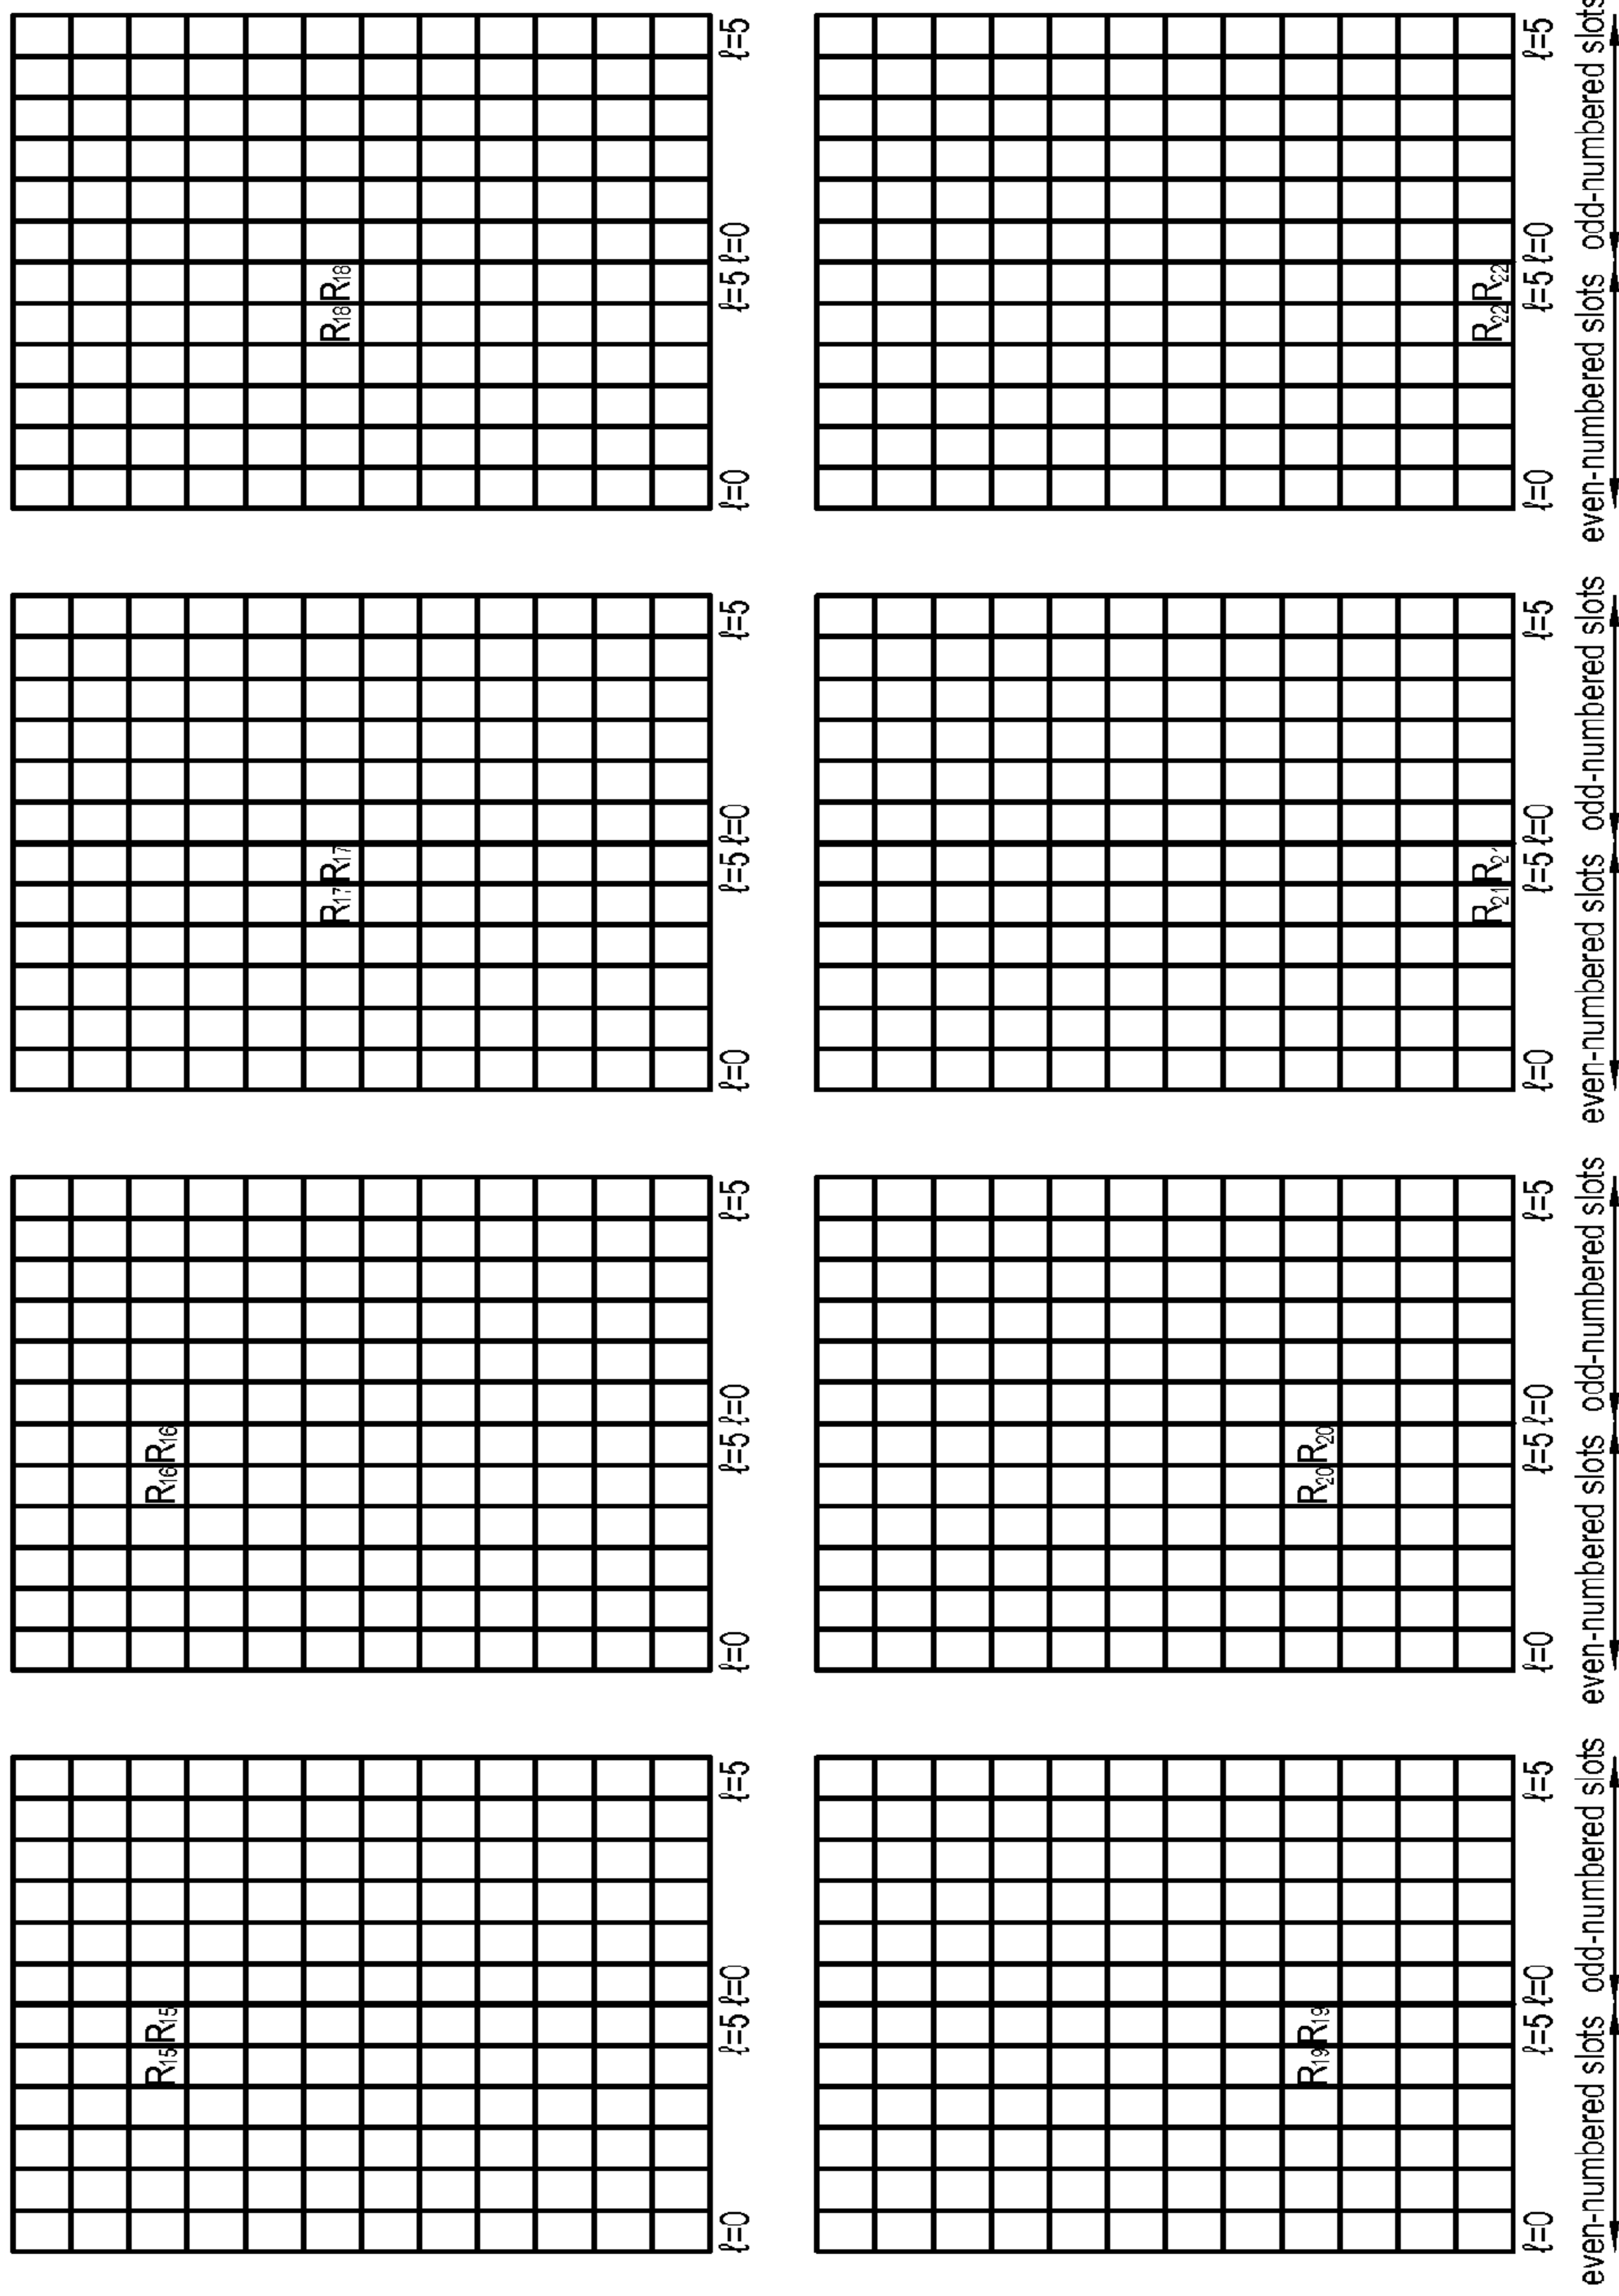 R15 R15 R16 R16
R17 R17 R18 R18
ℓ=0 ℓ=5 ℓ=0 ℓ=5 ℓ=0 ℓ=5 ℓ=0 ℓ=5 ℓ=0 ℓ=5 ℓ=0 ℓ=5 ℓ=0 ℓ=5 ℓ=0 ℓ=5
R19 R19 R20 R20
R21 R21 R22 R22
ℓ=0 ℓ=5 ℓ=0 ℓ=5 ℓ=0 ℓ=5 ℓ=0 ℓ=5 ℓ=0 ℓ=5 ℓ=0 ℓ=5 ℓ=0 ℓ=5 ℓ=0 ℓ=5
even-numbered slots odd-numbered slots even-numbered slots odd-numbered slots even-numbered slots odd-numbered slots even-numbered slots odd-numbered slots